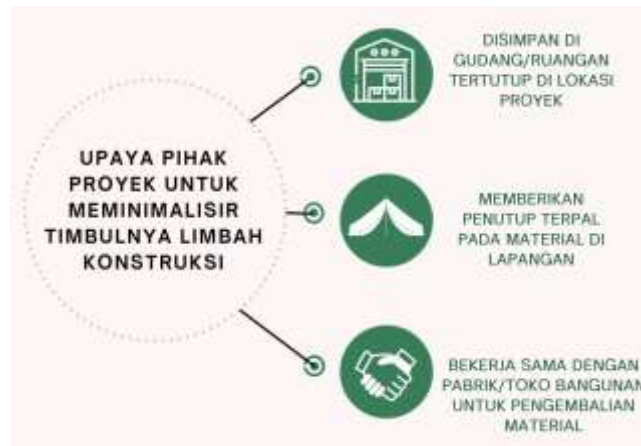 UPAYA PIHAK
PROYEK UNTUK
MEMINIMALISIR
TIMBULNYA LIMBAH
KONSTRUKSI
DISIMPAN DI
GUDANG/RUANGAN
TERTUTUP DI LOKASI
PROYEK
MEMBERIKAN
PENUTUP TERPAL
PADA MATERIAL DI
LAPANGAN
BEKERJA SAMA DENGAN
PABRIK/TOKO BANGUNAN
UNTUK PENGEMBALIAN
MATERIAL